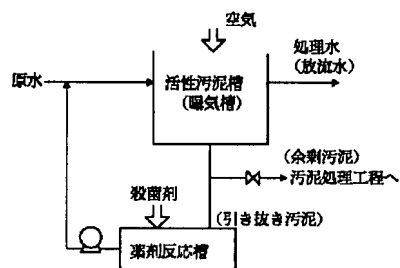 空気
処理水
(放流水)
原水
活性汚泥槽
(曝気槽)
(余剰汚泥)
汚泥処理工程へ
殺菌剤
(引き抜き汚泥)
薬剤反応槽